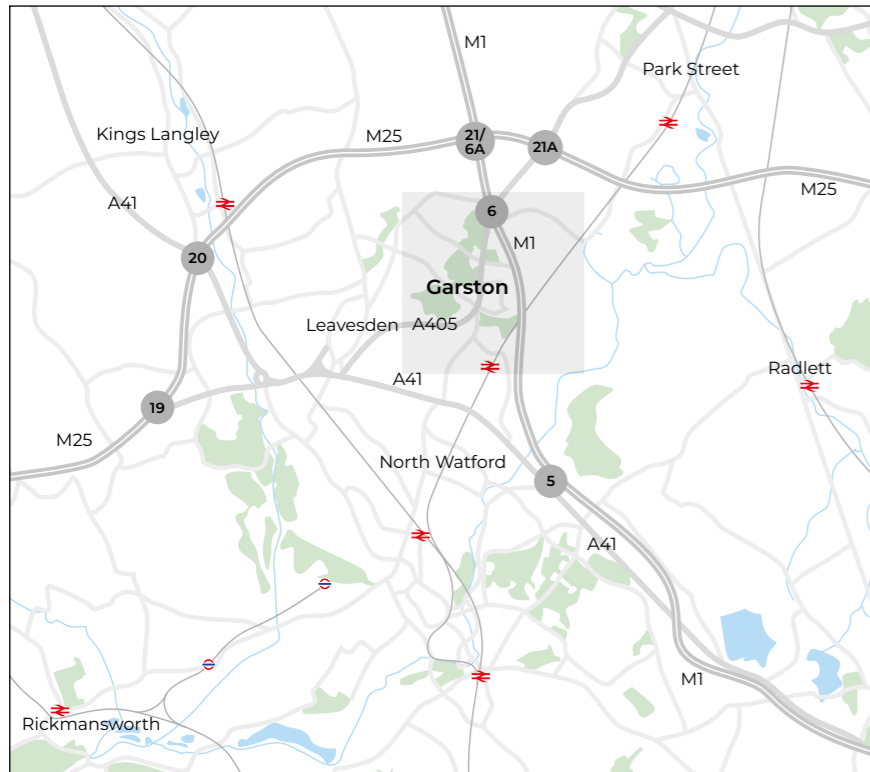 M1
Park Street
Kings Langley
M25
21/
6A
21A
M25
A41
6
M1
20
Garston
Leavesden
A405
Radlett
A41
19
M25
North Watford
5
A41
M1
Rickmansworth